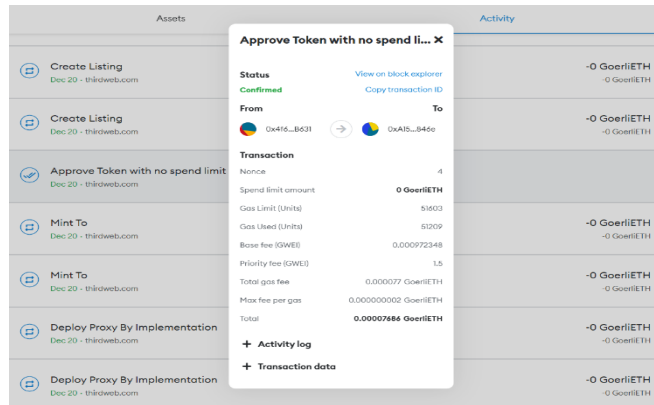 Assets
Activity
Approve Token with no spend li... ✕
Status
View on block explorer
Confirmed
Copy transaction ID
From
To
0x416...B631
0xA15...846e
Transaction
Nonce
4
Spend limit amount
0 GoerliETH
Gas Limit (Units)
51603
Gas Used (Units)
51209
Base fee (GWEI)
0.000972348
Priority fee (GWEI)
1.5
Total gas fee
0.000077 GoerliETH
Max fee per gas
0.000000002 GoerliETH
Total
0.00007686 GoerliETH
+ Activity log
+ Transaction data
Create Listing
-0 GoerliETH
Dec 20 - thirdweb.com
-0 GoerliETH
Create Listing
-0 GoerliETH
Dec 20 - thirdweb.com
-0 GoerliETH
Approve Token with no spend limit
Dec 20 - thirdweb.com
Mint To
-0 GoerliETH
Dec 20 - thirdweb.com
-0 GoerliETH
Mint To
-0 GoerliETH
Dec 20 - thirdweb.com
-0 GoerliETH
Deploy Proxy By Implementation
-0 GoerliETH
Dec 20 - thirdweb.com
-0 GoerliETH
Deploy Proxy By Implementation
-0 GoerliETH
Dec 20 - thirdweb.com
-0 GoerliETH